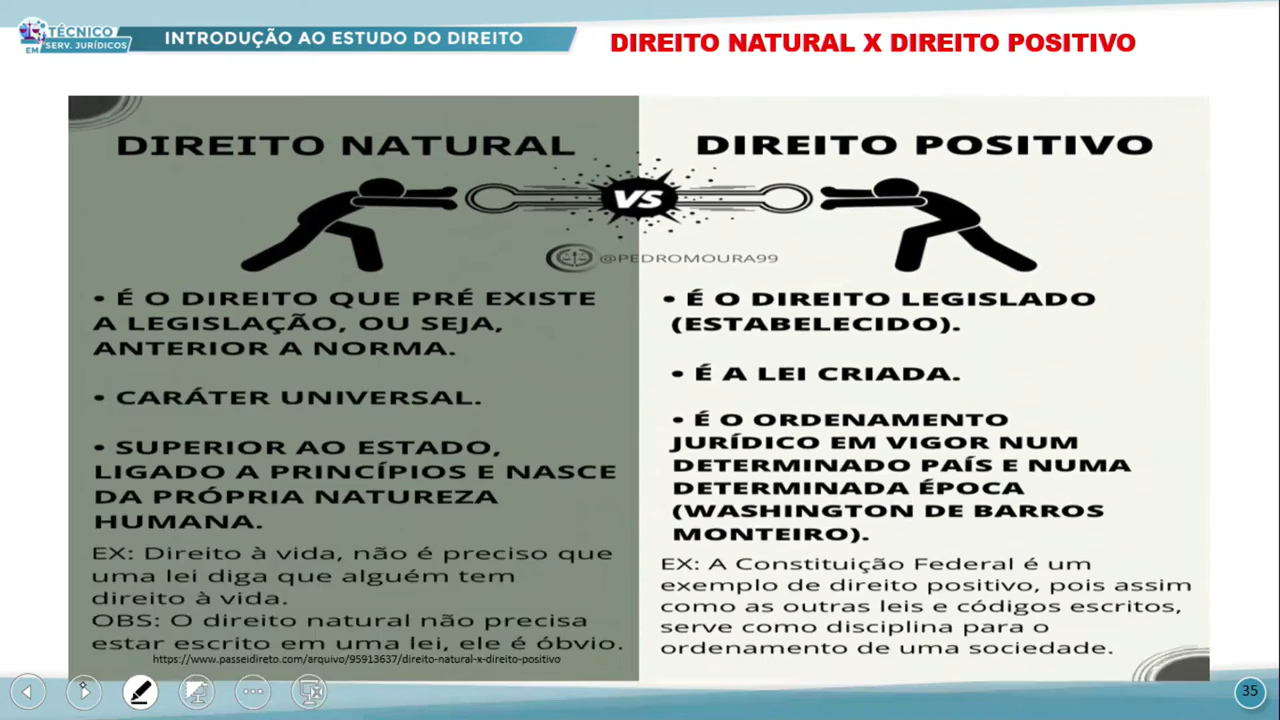 TÉCNICO
EM SERV. JURÍDICOS
INTRODUÇÃO AO ESTUDO DO DIREITO
DIREITO NATURAL X DIREITO POSITIVO
DIREITO NATURAL
VS
@PEDROMOURA99
• É O DIREITO QUE PRÉ EXISTE
A LEGISLAÇÃO, OU SEJA,
ANTERIOR A NORMA.
• CARÁTER UNIVERSAL.
• SUPERIOR AO ESTADO,
LIGADO A PRINCÍPIOS E NASCE
DA PRÓPRIA NATUREZA
HUMANA.
EX: Direito à vida, não é preciso que
uma lei diga que alguém tem
direito à vida.
OBS: O direito natural não precisa
estar escrito em uma lei, ele é óbvio.
https://www.passeidireto.com/arquivo/95913637/direito-natural-x-direito-positivo
DIREITO POSITIVO
• É O DIREITO LEGISLADO
(ESTABELECIDO).
• É A LEI CRIADA.
• É O ORDENAMENTO
JURÍDICO EM VIGOR NUM
DETERMINADO PAÍS E NUMA
DETERMINADA ÉPOCA
(WASHINGTON DE BARROS
MONTEIRO).
EX: A Constituição Federal é um
exemplo de direito positivo, pois assim
como as outras leis e códigos escritos,
serve como disciplina para o
ordenamento de uma sociedade.
35